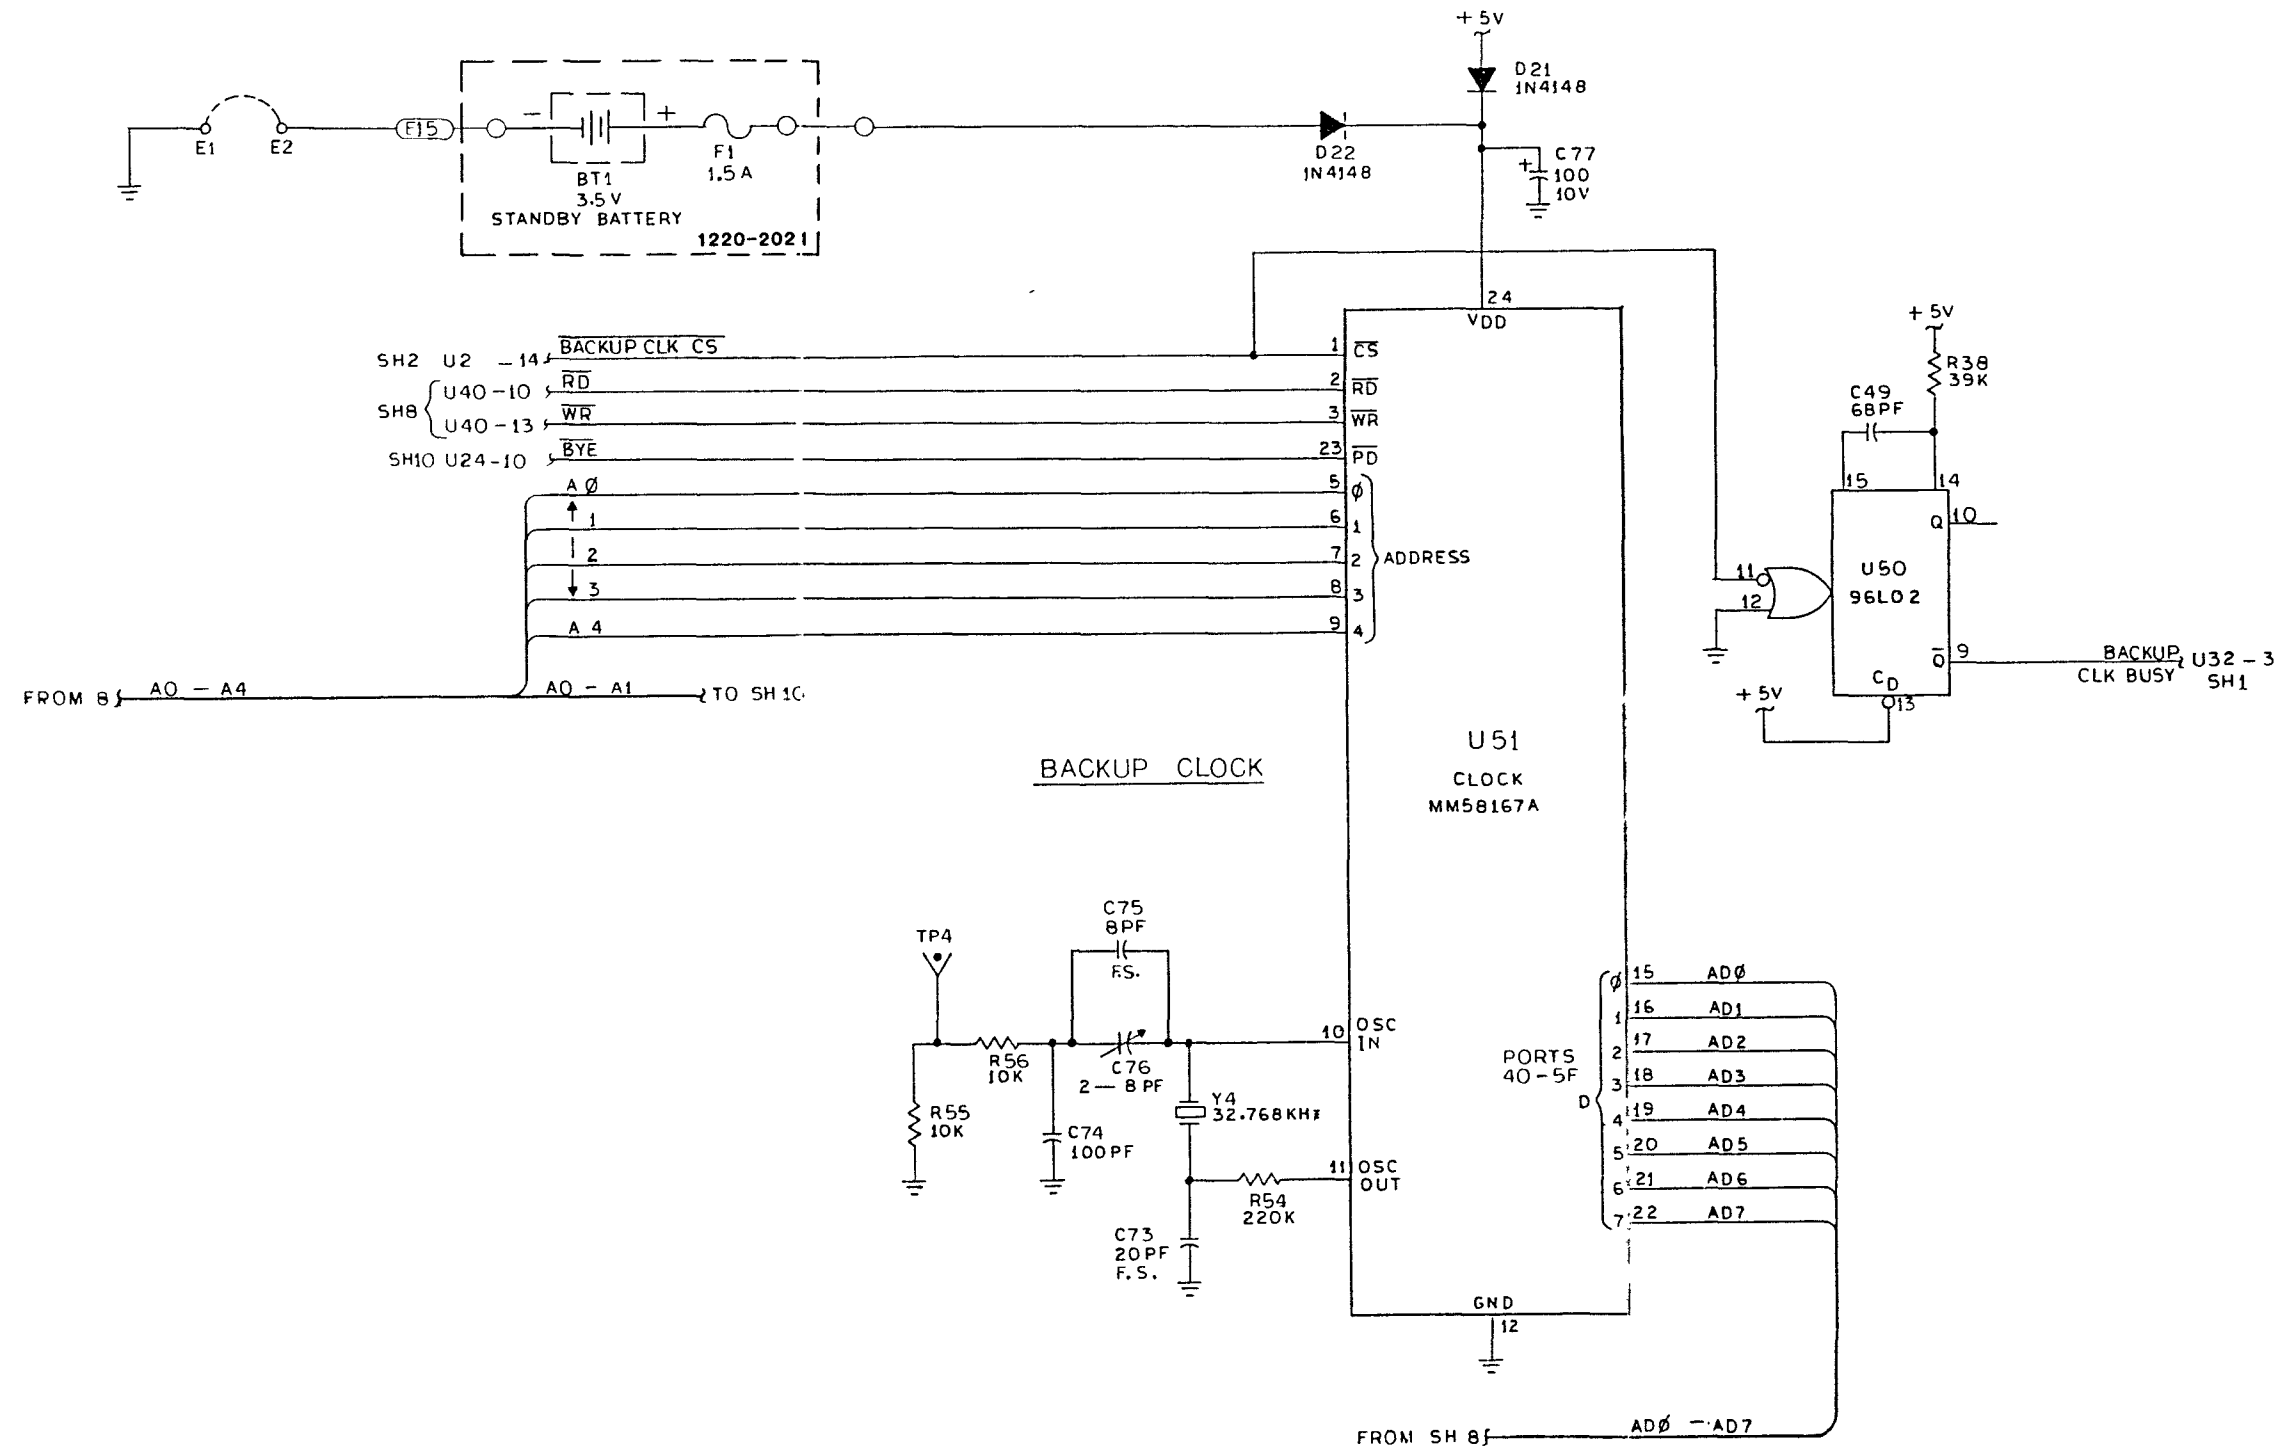 + 5V
D21
1N4148
E1
E2
E15
−
+
BT1
3.5V
STANDBY BATTERY
F1
1.5A
1220-2021
D22
1N4148
+
C77
100
10V
24
VDD
SH2 U2 -14
BACKUP CLK CS
1
CS
SH8
U40-10
RD
2
RD
U40-13
WR
3
WR
SH10 U24-10
BYE
23
PD
A Ø
5
Ø
1
6
1
2
7
2
3
8
3
A 4
9
4
ADDRESS
FROM 8
A0 - A4
A0 - A1
TO SH 10
+ 5V
R38
39K
C49
68PF
15
14
Q
10
U50
96L02
11
12
Q
9
BACKUP
CLK BUSY
U32 - 3
SH1
CD
13
+ 5V
BACKUP CLOCK
U51
CLOCK
MM58167A
C75
8PF
F.S.
TP4
R56
10K
C76
2 — 8PF
10
OSC
IN
R55
10K
C74
100PF
Y4
32.768KHz
11
OSC
OUT
R54
220K
C73
20PF
F.S.
PORTS
40-5F
D
Ø
15
ADØ
1
16
AD1
2
17
AD2
3
18
AD3
4
19
AD4
5
20
AD5
6
21
AD6
7
22
AD7
GND
12
FROM SH 8
ADØ - AD7